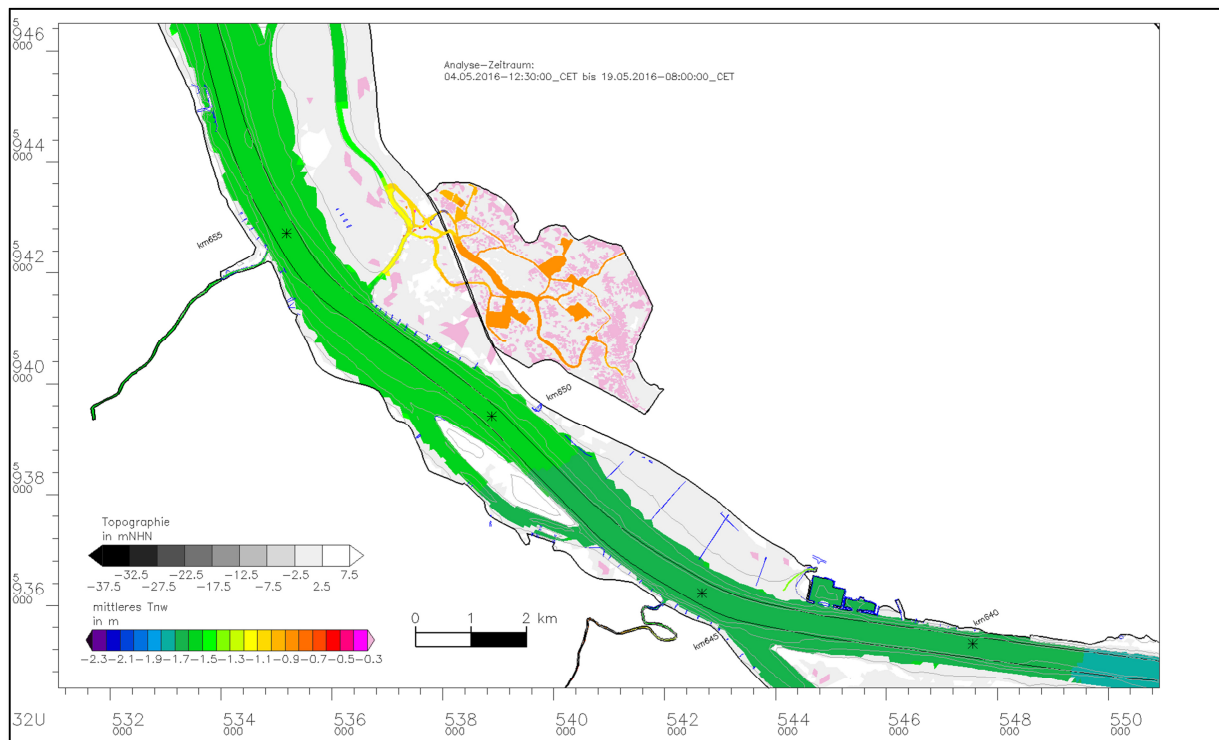 5
946
000
Analyse-Zeitraum:
04.05.2016-12:30:00_CET bis 19.05.2016-08:00:00_CET
5
944
000
km655
5
942
000
5
940
000
km650
5
938
000
Topographie
in mNHN
-32.5 -22.5 -12.5 -2.5 7.5
-37.5 -27.5 -17.5 -7.5 2.5
5
936
000
mittleres Tnw
in m
0 1 2 km
km640
km645
-2.3 -2.1 -1.9 -1.7 -1.5 -1.3 -1.1 -0.9 -0.7 -0.5 -0.3
32U 532 534 536 538 540 542 544 546 548 550
000 000 000 000 000 000 000 000 000 000